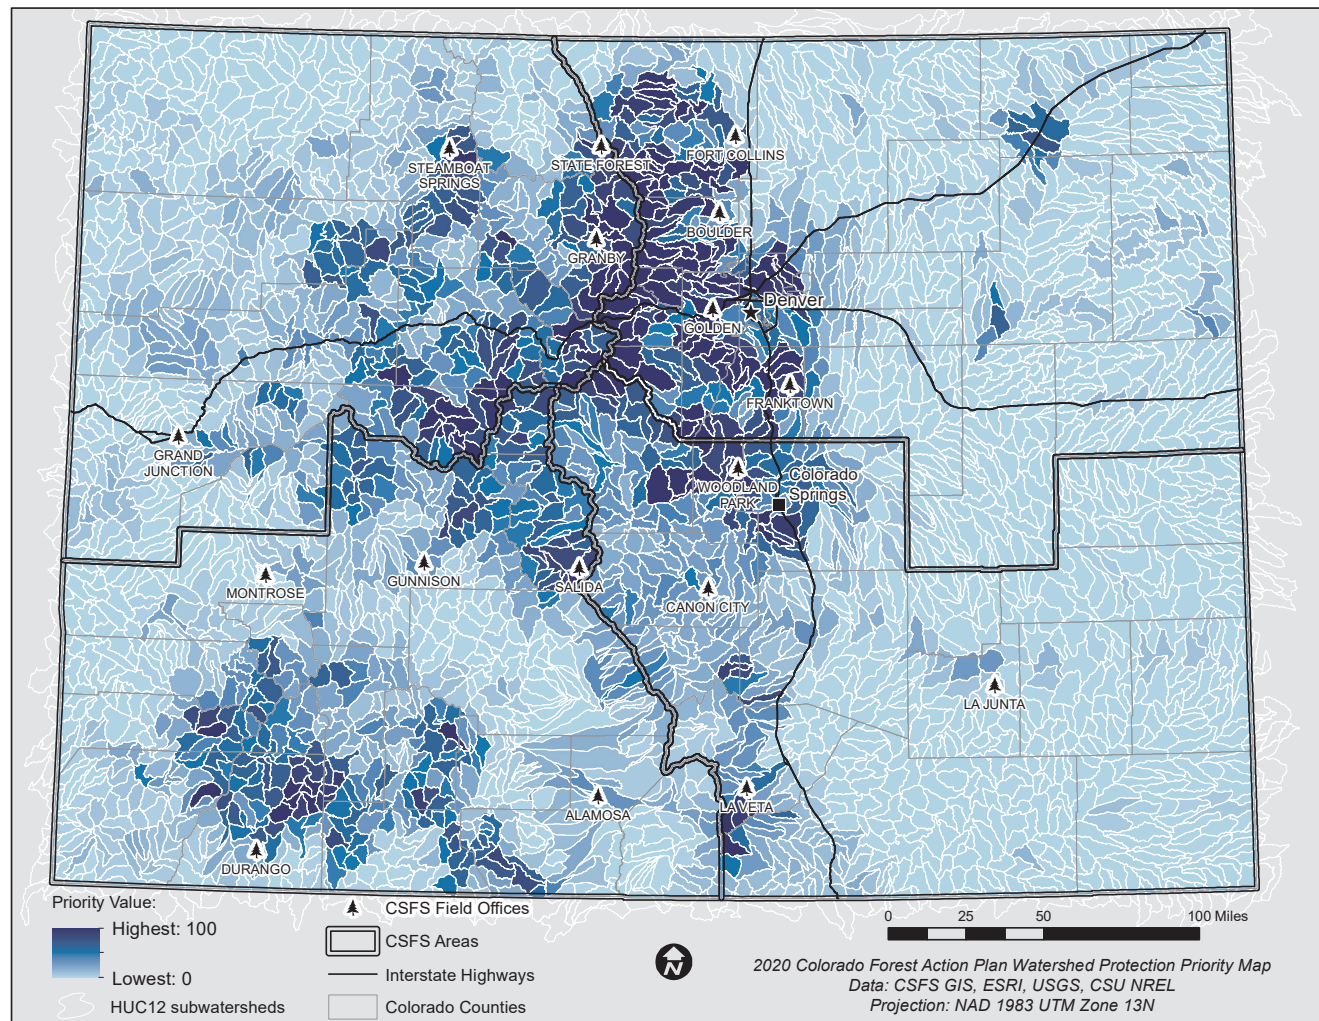 STEAMBOAT
SPRINGS
STATE FOREST
FORT COLLINS
BOULDER
GRANBY
Denver
GOLDEN
FRANKTOWN
GRAND
JUNCTION
WOODLAND
PARK
Colorado
Springs
GUNNISON
MONTROSE
SALIDA
CANON CITY
LA JUNTA
ALAMOSA
LA VETA
DURANGO
Priority Value:
Highest: 100
Lowest: 0
HUC12 subwatersheds
CSFS Field Offices
CSFS Areas
Interstate Highways
Colorado Counties
N
0 25 50 100 Miles
2020 Colorado Forest Action Plan Watershed Protection Priority Map
Data: CSFS GIS, ESRI, USGS, CSU NREL
Projection: NAD 1983 UTM Zone 13N